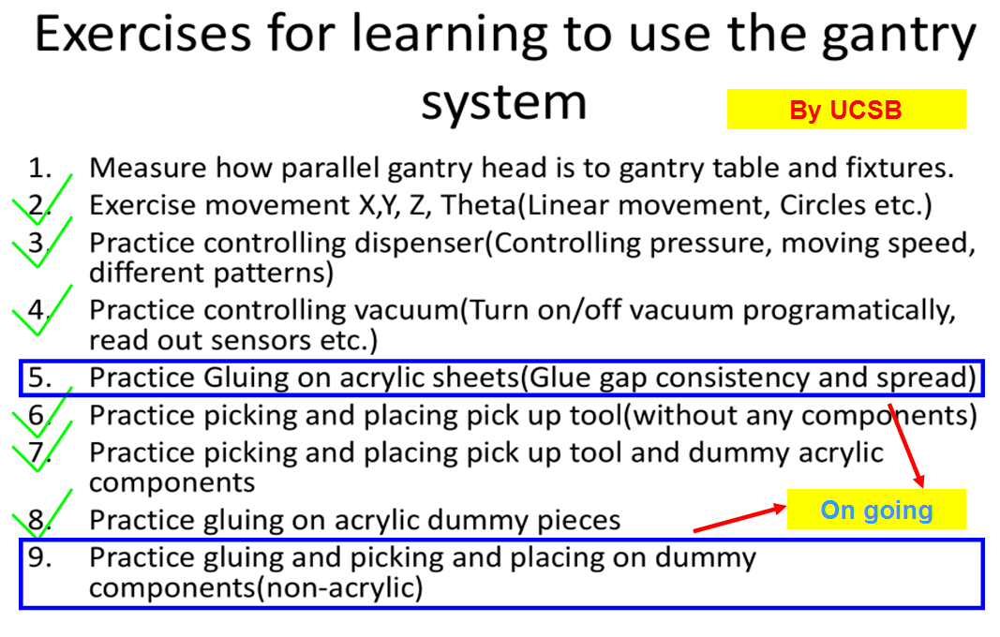 Exercises for learning to use the gantry
system
By UCSB
1. Measure how parallel gantry head is to gantry table and fixtures.
2. Exercise movement X,Y, Z, Theta(Linear movement, Circles etc.)
3. Practice controlling dispenser(Controlling pressure, moving speed,
different patterns)
4. Practice controlling vacuum(Turn on/off vacuum programatically,
read out sensors etc.)
5. Practice Gluing on acrylic sheets(Glue gap consistency and spread)
6. Practice picking and placing pick up tool(without any components)
7. Practice picking and placing pick up tool and dummy acrylic
components
8. Practice gluing on acrylic dummy pieces
On going
9. Practice gluing and picking and placing on dummy
components(non-acrylic)